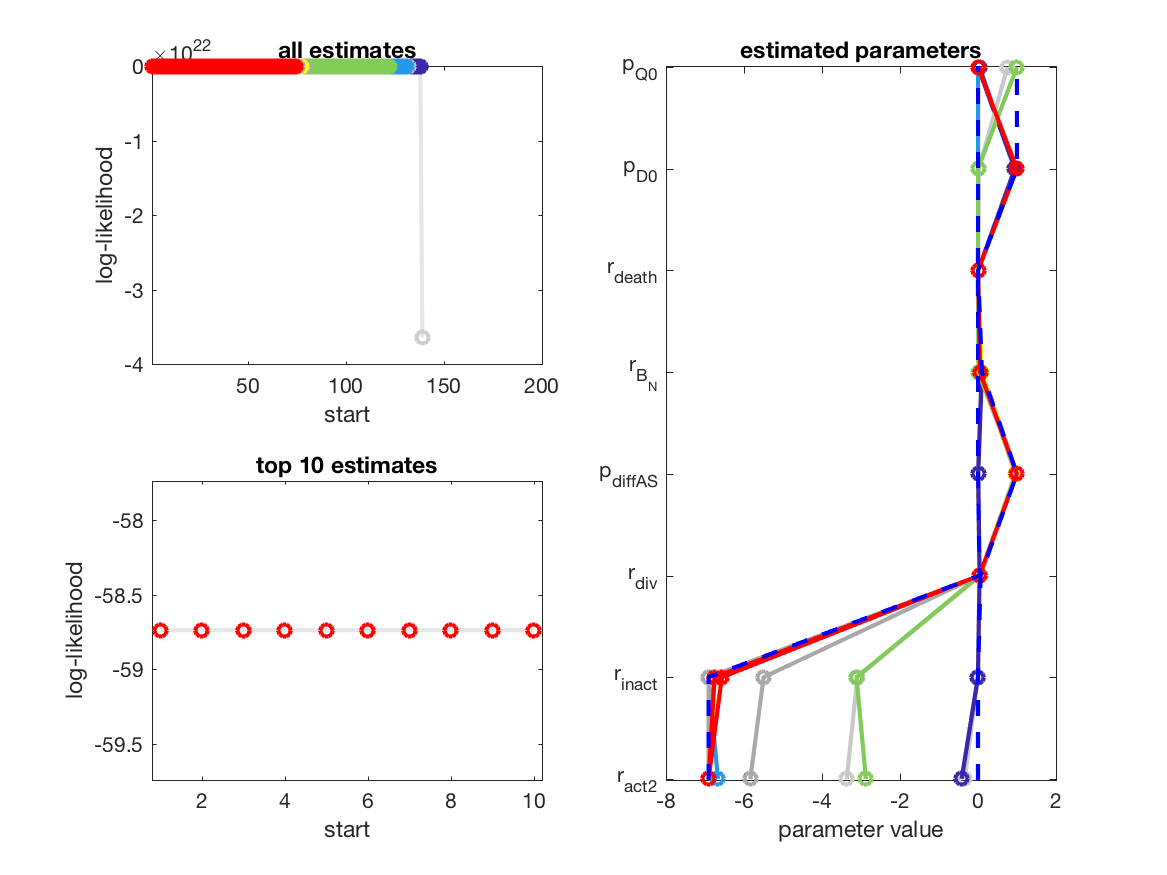 all estimates
×10^22
0
-1
-2
-3
-4
log-likelihood
50 100 150 200
start
top 10 estimates
-58
-58.5
-59
-59.5
log-likelihood
2 4 6 8 10
start
estimated parameters
p_Q0
p_D0
r_death
r_B_N
p_diffAS
r_div
r_inact
r_act2
-8 -6 -4 -2 0 2
parameter value